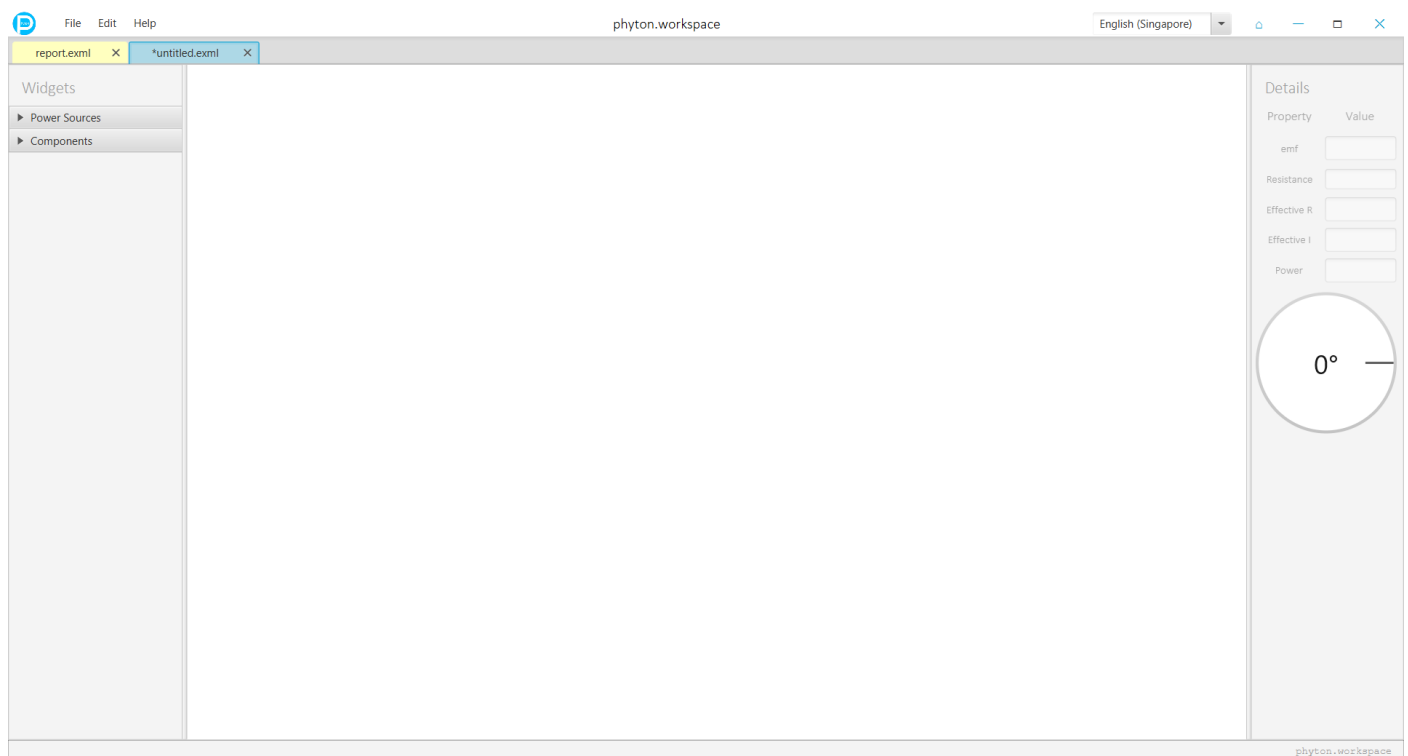 File Edit Help phyton.workspace English (Singapore)
report.exml *untitled.exml
Widgets
Power Sources
Components
Details
Property Value
emf
Resistance
Effective R
Effective I
Power
0°
phyton.workspace